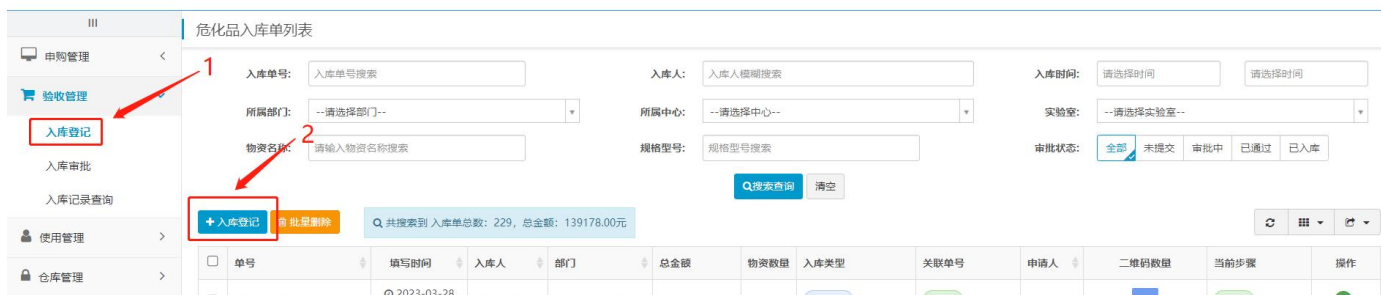 危化品入库单列表
申购管理
1
入库单号: 入库单号搜索 入库人: 入库人模糊搜索 入库时间: 请选择时间 请选择时间
验收管理
所属部门: --请选择部门-- 所属中心: --请选择中心-- 实验室: --请选择实验室--
入库登记
2
物资名称: 请输入物资名称搜索 规格型号: 规格型号搜索 审批状态: 全部 未提交 审批中 已通过 已入库
入库审批
搜索查询 清空
入库记录查询
入库登记 批量删除 共搜索到 入库单总数: 229, 总金额: 139178.00元
使用管理
单号 填写时间 入库人 部门 总金额 物资数量 入库类型 关联单号 申请人 二维码数量 当前步骤 操作
仓库管理
2023-03-28